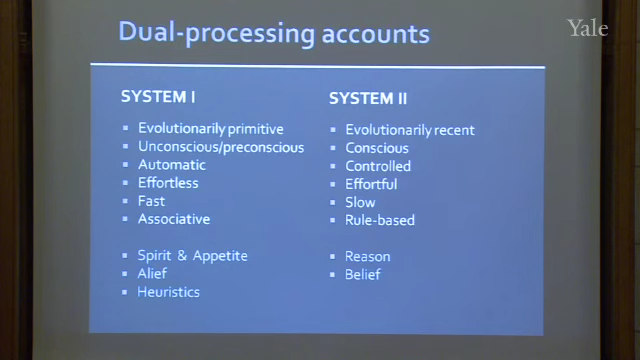 Dual-processing accounts
Yale
SYSTEM I
▪ Evolutionarily primitive
▪ Unconscious/preconscious
▪ Automatic
▪ Effortless
▪ Fast
▪ Associative
▪ Spirit & Appetite
▪ Alief
▪ Heuristics
SYSTEM II
▪ Evolutionarily recent
▪ Conscious
▪ Controlled
▪ Effortful
▪ Slow
▪ Rule-based
▪ Reason
▪ Belief